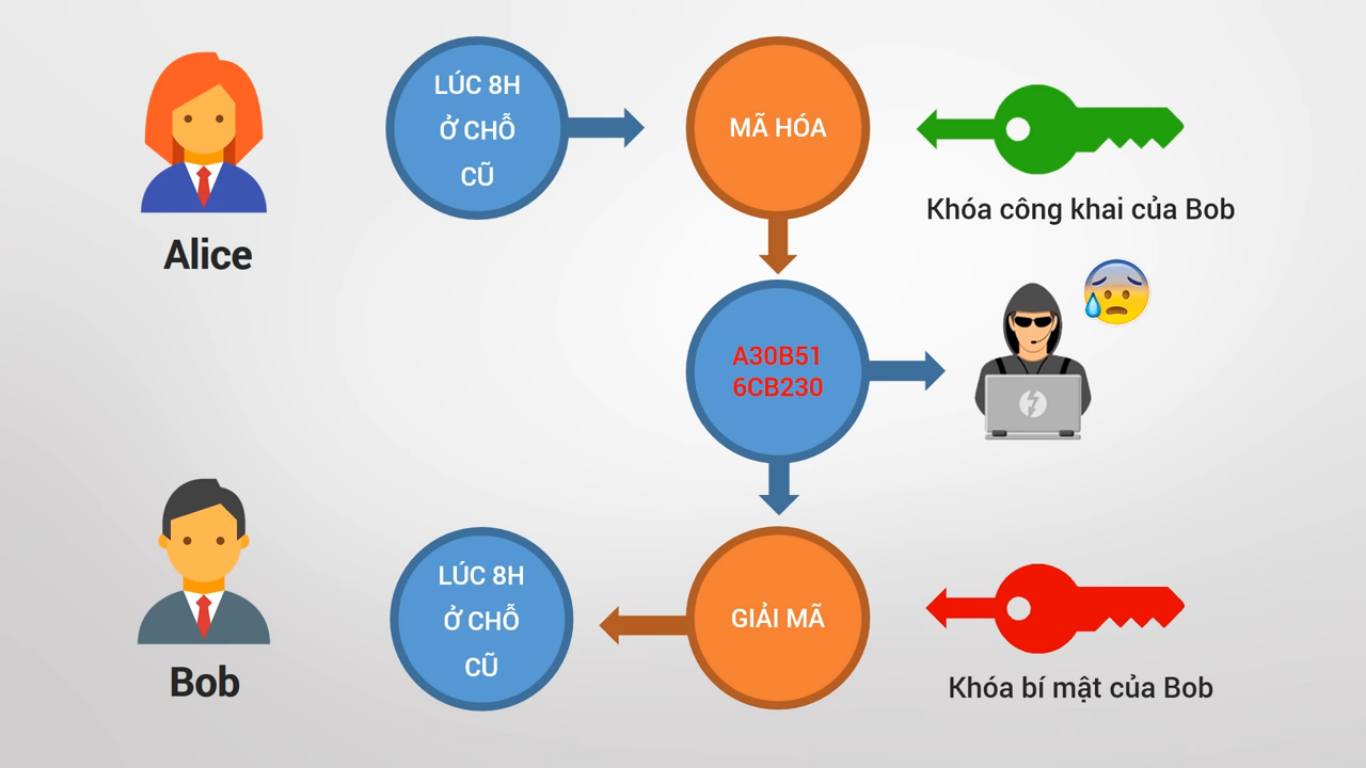 LÚC 8H
Ở CHỖ
CŨ
MÃ HÓA
Khóa công khai của Bob
Alice
A30B51
6CB230
LÚC 8H
Ở CHỖ
CŨ
GIẢI MÃ
Khóa bí mật của Bob
Bob